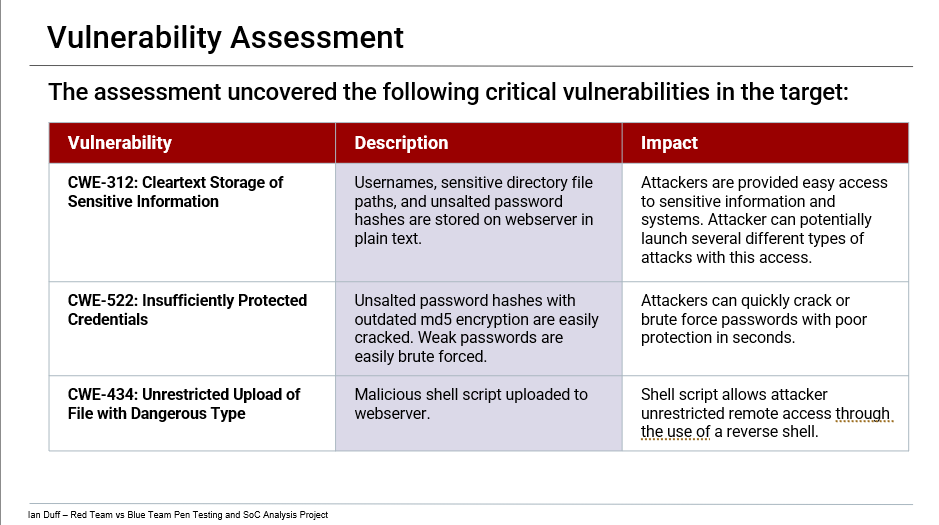 Vulnerability Assessment
The assessment uncovered the following critical vulnerabilities in the target:
Vulnerability
Description
Impact
CWE-312: Cleartext Storage of
Sensitive Information
Usernames, sensitive directory file
paths, and unsalted password
hashes are stored on webserver in
plain text.
Attackers are provided easy access
to sensitive information and
systems. Attacker can potentially
launch several different types of
attacks with this access.
CWE-522: Insufficiently Protected
Credentials
Unsalted password hashes with
outdated md5 encryption are easily
cracked. Weak passwords are
easily brute forced.
Attackers can quickly crack or
brute force passwords with poor
protection in seconds.
CWE-434: Unrestricted Upload of
File with Dangerous Type
Malicious shell script uploaded to
webserver.
Shell script allows attacker
unrestricted remote access through
the use of a reverse shell.
Ian Duff – Red Team vs Blue Team Pen Testing and SoC Analysis Project